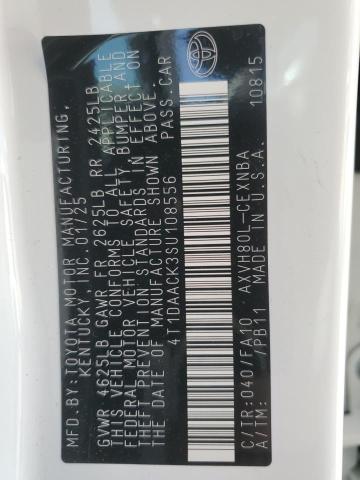 MFD.BY:TOYOTA MOTOR MANUFACTURING,
KENTUCKY, INC. 01/25
GVWR 4625LB GAWR FR 2625LB RR 2425LB
THIS VEHICLE CONFORMS TO ALL APPLICABLE
FEDERAL MOTOR VEHICLE SAFETY, BUMPER, AND
THEFT PREVENTION STANDARDS IN EFFECT ON
THE DATE OF MANUFACTURE SHOWN ABOVE.
4T1DAACK3SU108556 PASS.CAR
C/TR:040/FA10 AXVH80L-CEXNBA
A/TM: /PB11 U.S.A. 10815